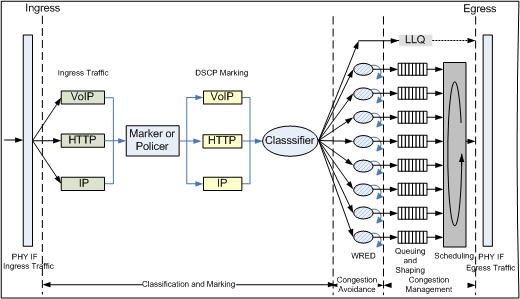 Ingress
Egress
Ingress Traffic
DSCP Marking
LLQ
VoIP
HTTP
IP
Marker or
Policer
VoIP
HTTP
IP
Classsifier
PHY IF
Ingress Traffic
WRED
Queuing
and
Shaping
Scheduling
PHY IF
Egress Traffic
Classification and Marking
Congestion
Avoidance
Congestion
Management